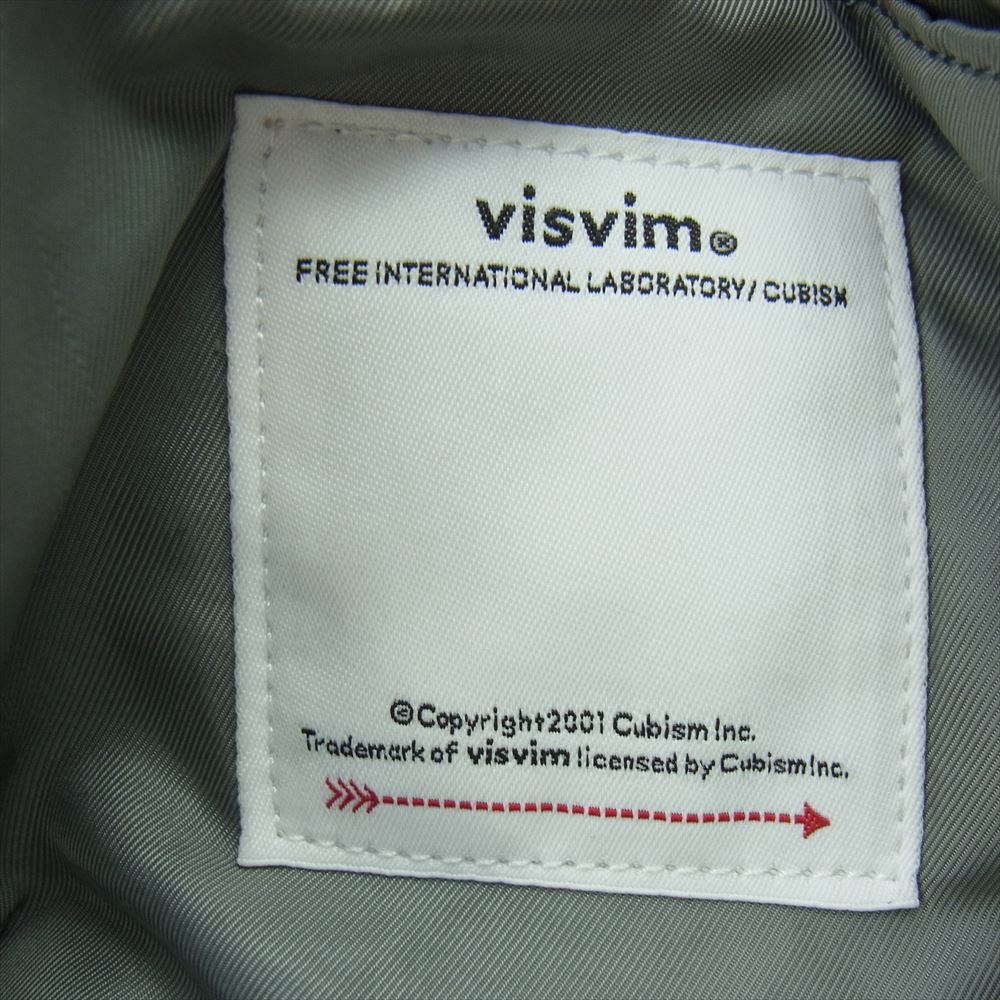 visvim®
FREE INTERNATIONAL LABORATORY/CUBISM
©Copyright2001 Cubism Inc.
Trademark of visvim licensed by Cubism Inc.